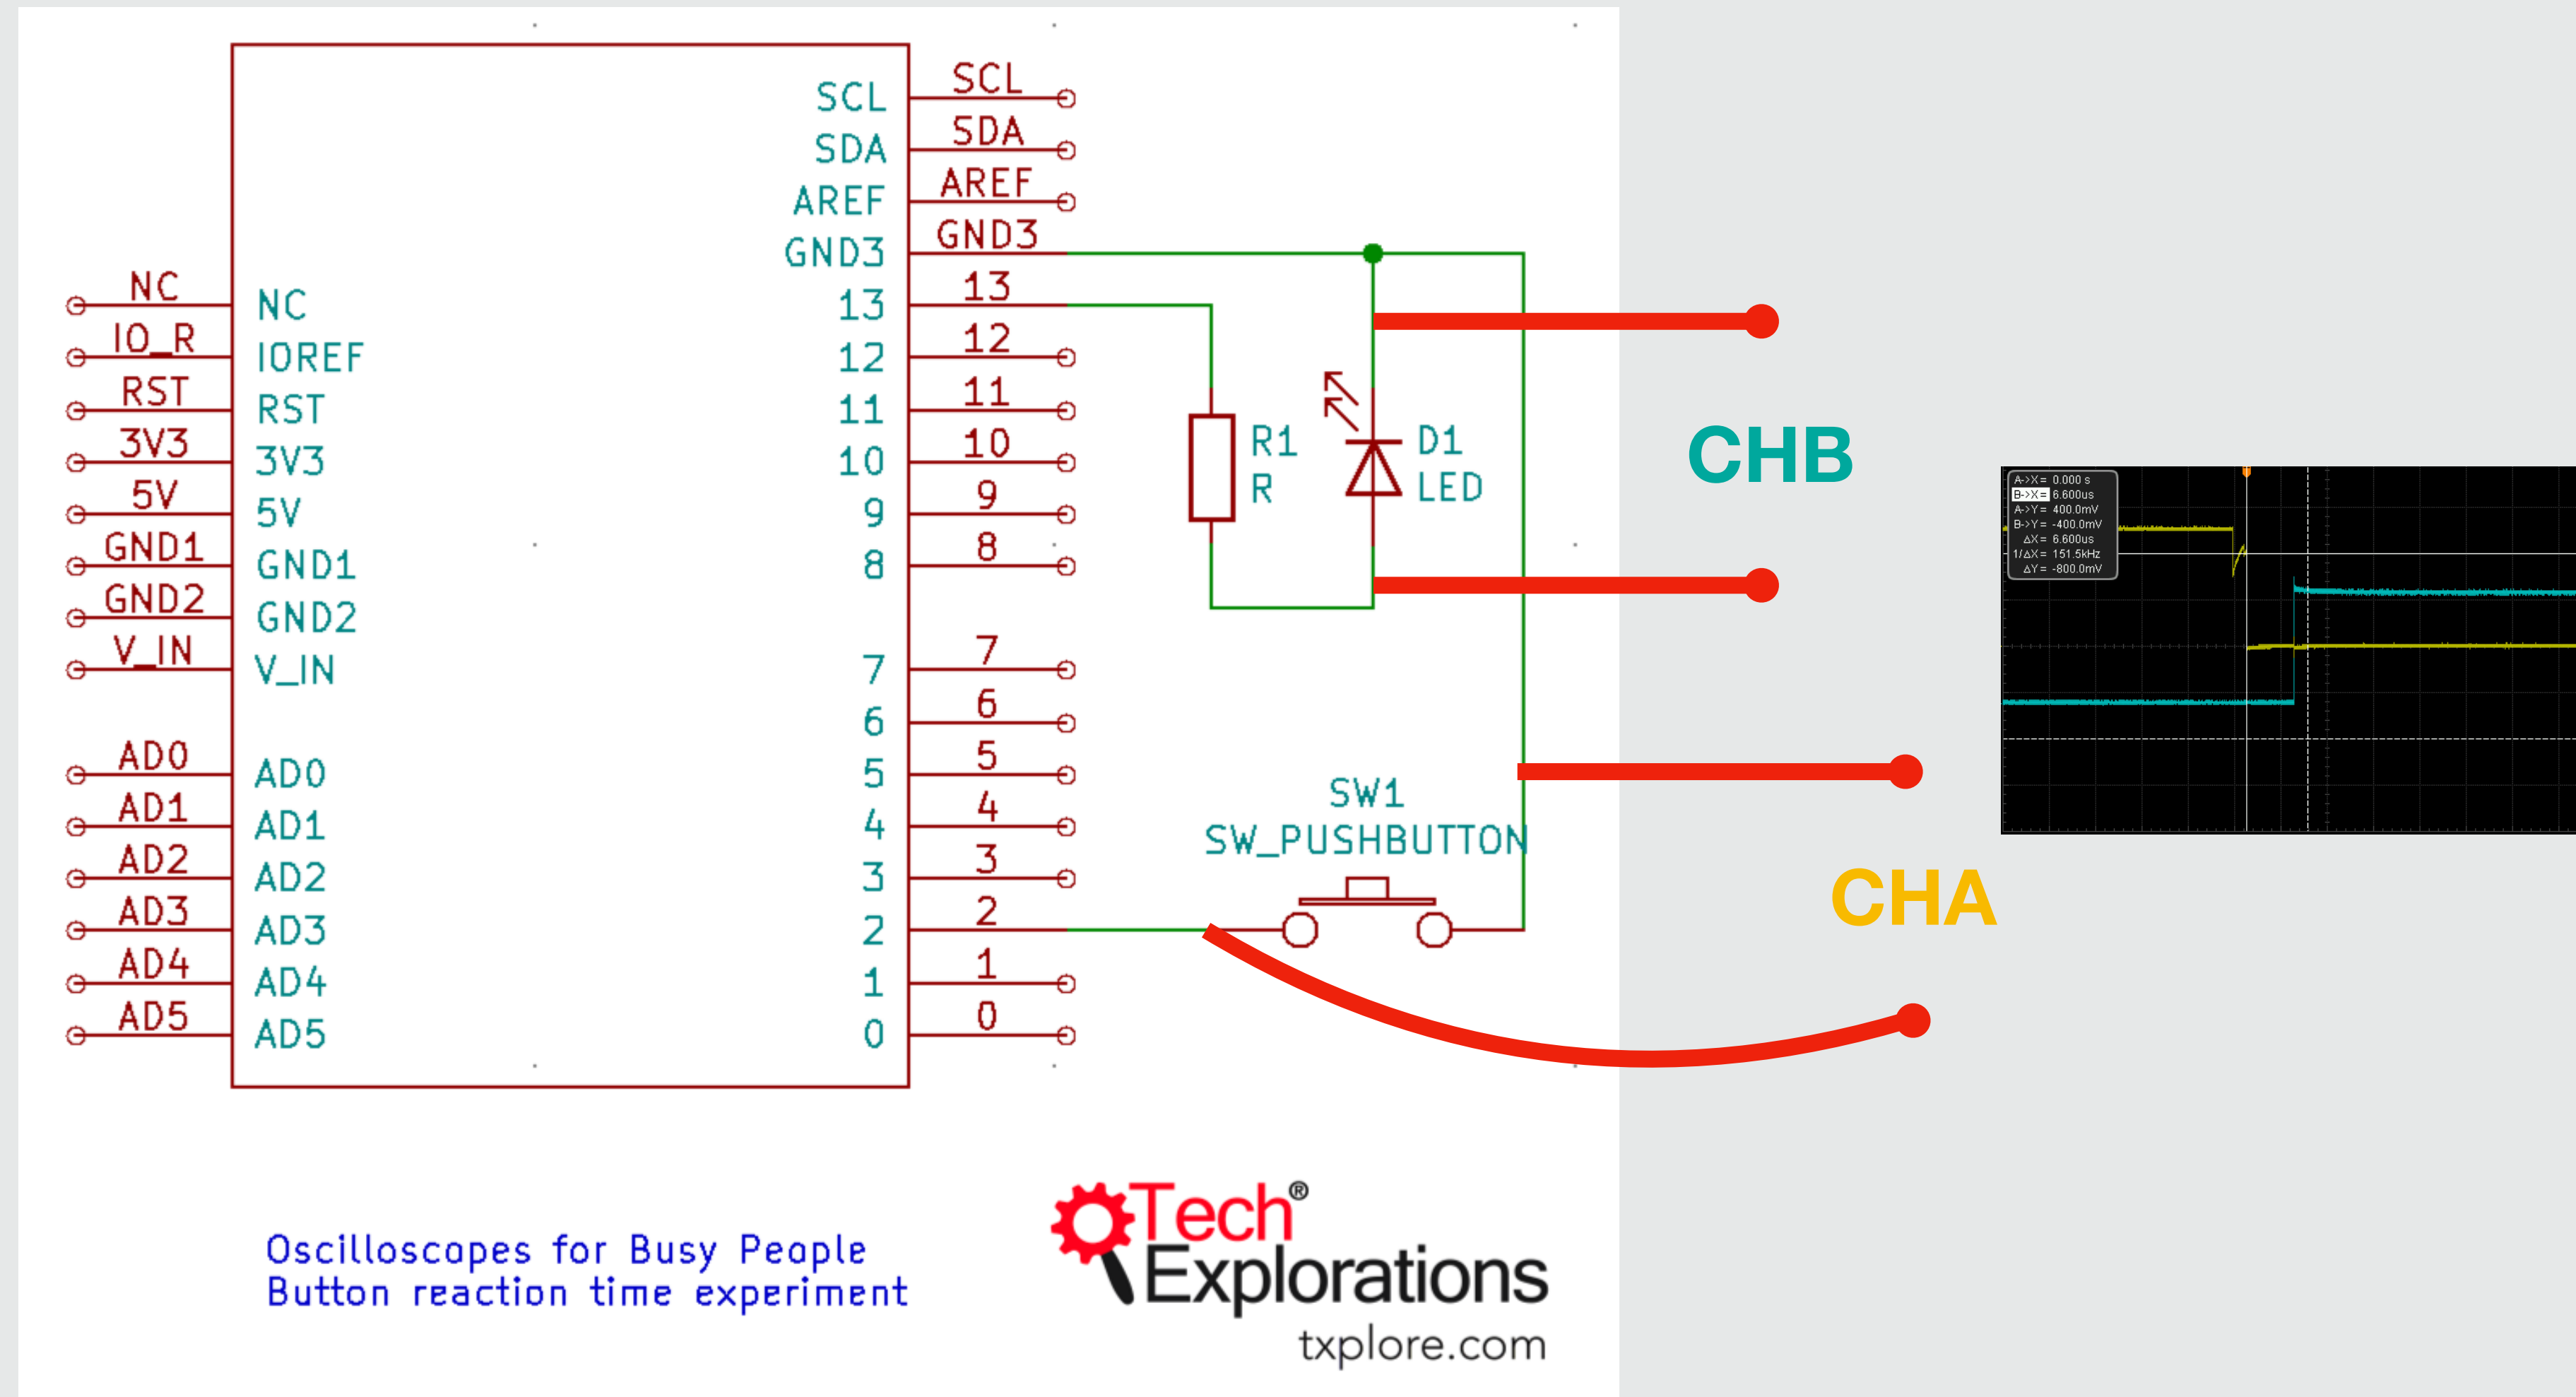 SCL
SCL
SDA
SDA
AREF
AREF
GND3
GND3
NC
NC
13
13
IO_R
IOREF
12
12
RST
RST
11
11
3V3
3V3
10
10
5V
5V
9
9
GND1
GND1
8
8
GND2
GND2
V_IN
V_IN
7
7
6
6
AD0
AD0
5
5
AD1
AD1
4
4
AD2
AD2
3
3
AD3
AD3
2
2
AD4
AD4
1
1
AD5
AD5
0
0
R1
R
D1
LED
SW1
SW_PUSHBUTTON
CHB
CHA
A->X= 0.000 s
B->X= 6.600us
A->Y= 400.0mV
B->Y= -400.0mV
△X= 6.600us
1/△X= 151.5kHz
△Y= -800.0mV
Oscilloscopes for Busy People
Button reaction time experiment
Tech®
Explorations
txplore.com